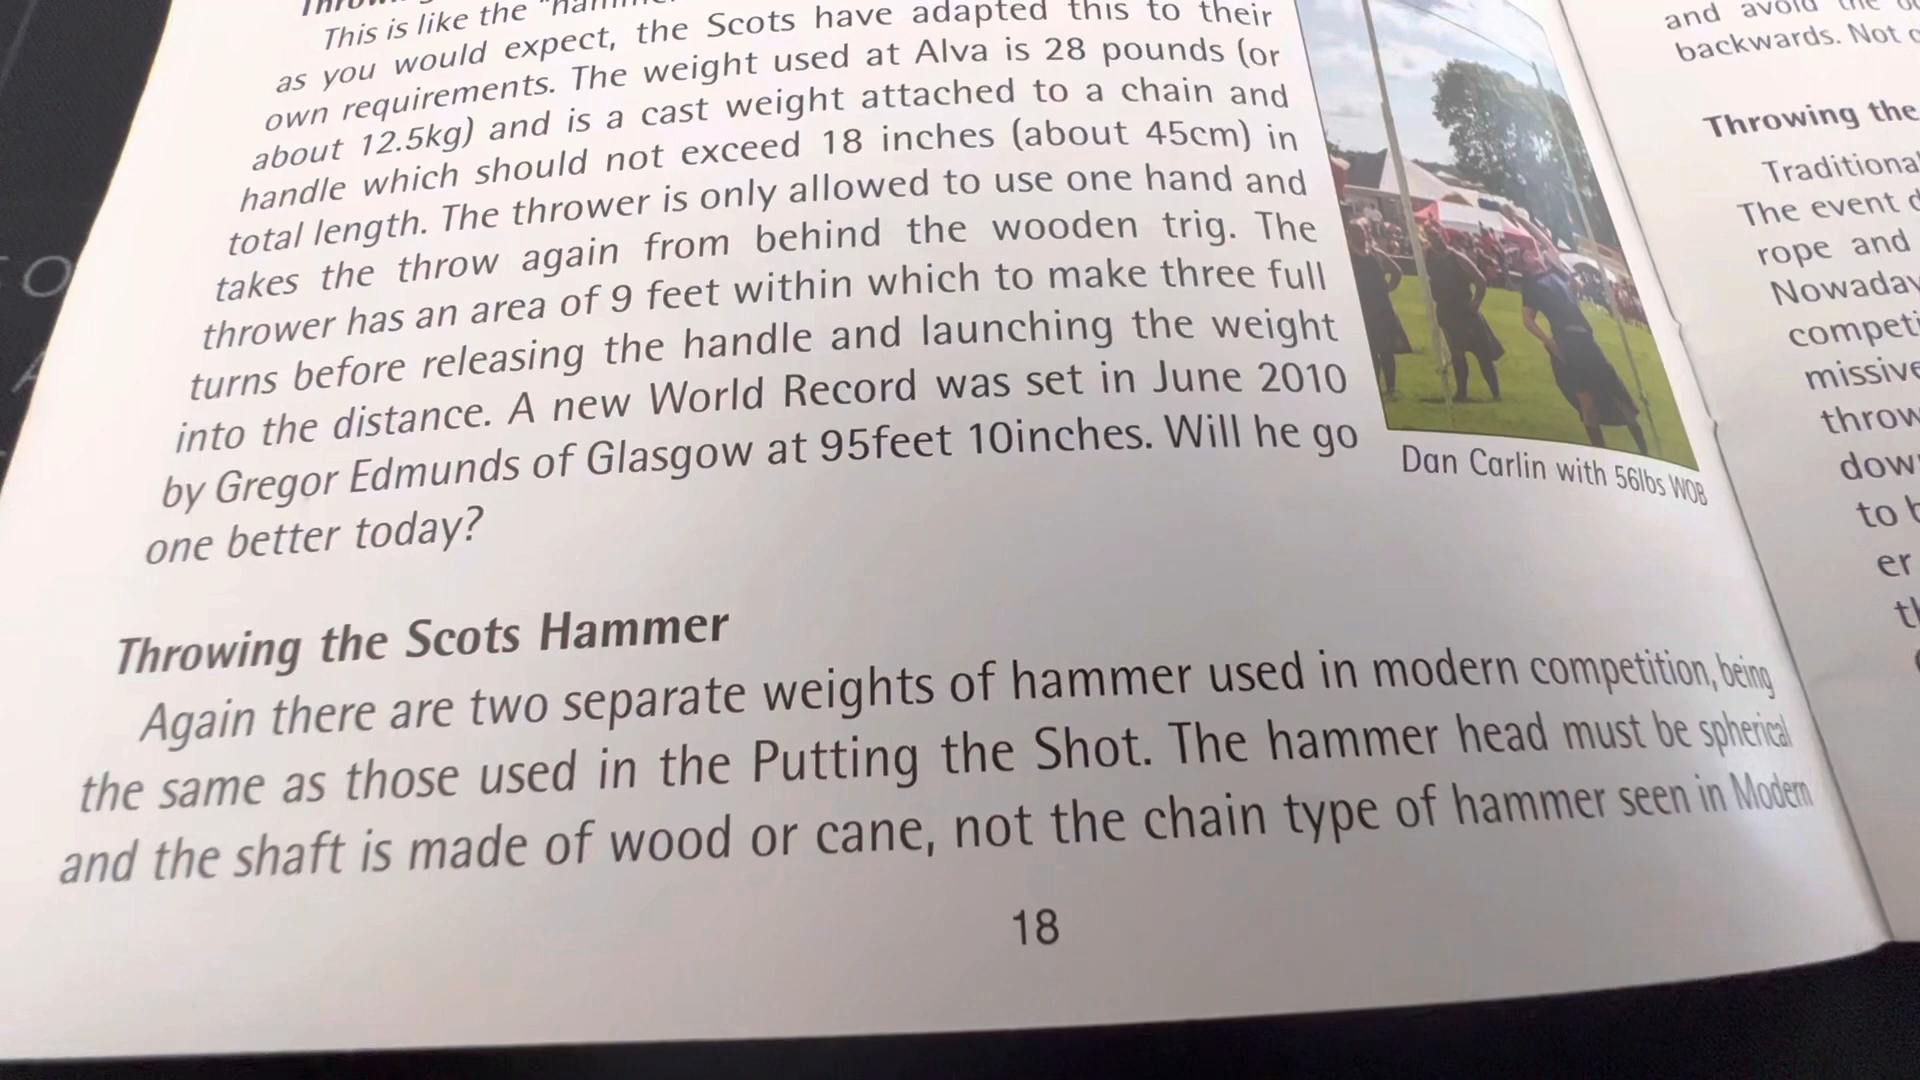 This is like the "hammer
as you would expect, the Scots have adapted this to their
own requirements. The weight used at Alva is 28 pounds (or
about 12.5kg) and is a cast weight attached to a chain and
handle which should not exceed 18 inches (about 45cm) in
total length. The thrower is only allowed to use one hand and
takes the throw again from behind the wooden trig. The
thrower has an area of 9 feet within which to make three full
turns before releasing the handle and launching the weight
into the distance. A new World Record was set in June 2010
by Gregor Edmunds of Glasgow at 95feet 10inches. Will he go
one better today?
Dan Carlin with 56lbs WOB
Throwing the Scots Hammer
Again there are two separate weights of hammer used in modern competition, being
the same as those used in the Putting the Shot. The hammer head must be spherical
and the shaft is made of wood or cane, not the chain type of hammer seen in Modern
18
and avoid the
backwards. Not
Throwing the
Traditional
The event
rope and
Nowaday
competi
missive
throw
down
to
er